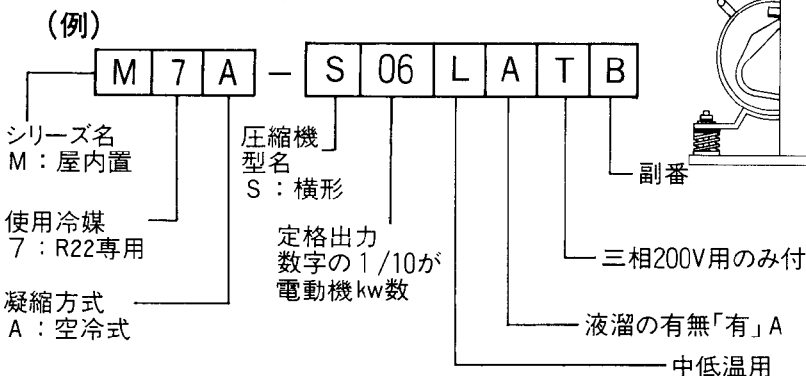 (例)
M 7 A - S 06 L A T B
シリーズ名
M:屋内置
圧縮機
型名
S:横形
副番
使用冷媒
7:R22専用
定格出力
数字の1/10が
電動機kw数
三相200V用のみ付
凝縮方式
A:空冷式
液溜の有無「有」A
中低温用